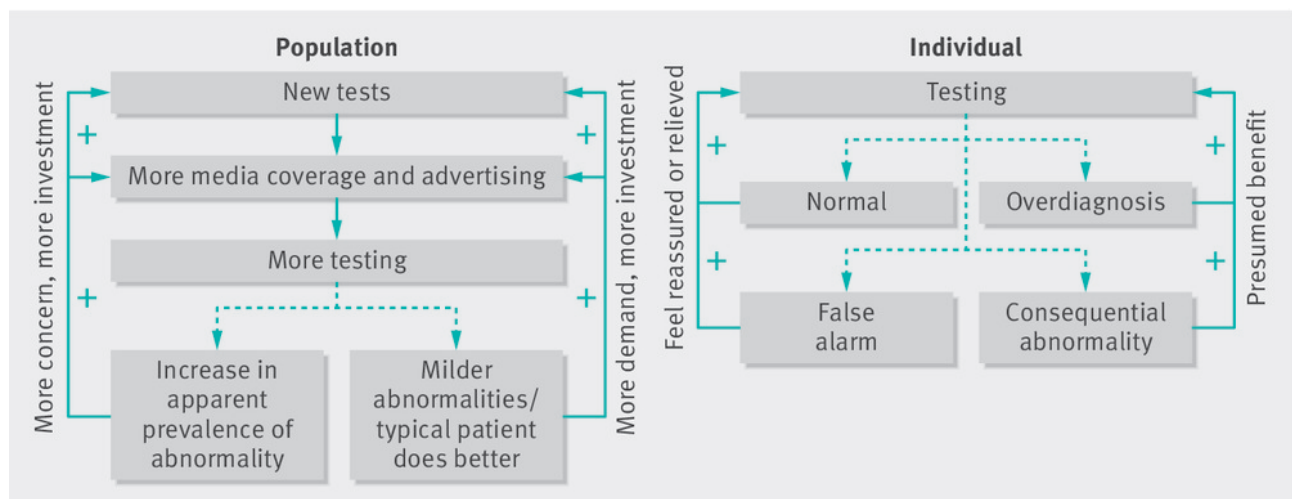 Population
More concern, more investment
New tests
+
+
More media coverage and advertising
More testing
+
+
Increase in
apparent
prevalence of
abnormality
Milder
abnormalities/
typical patient
does better
More demand, more investment
Individual
Feel reassured or relieved
Testing
+
+
Normal
Overdiagnosis
+
+
False
alarm
Consequential
abnormality
Presumed benefit